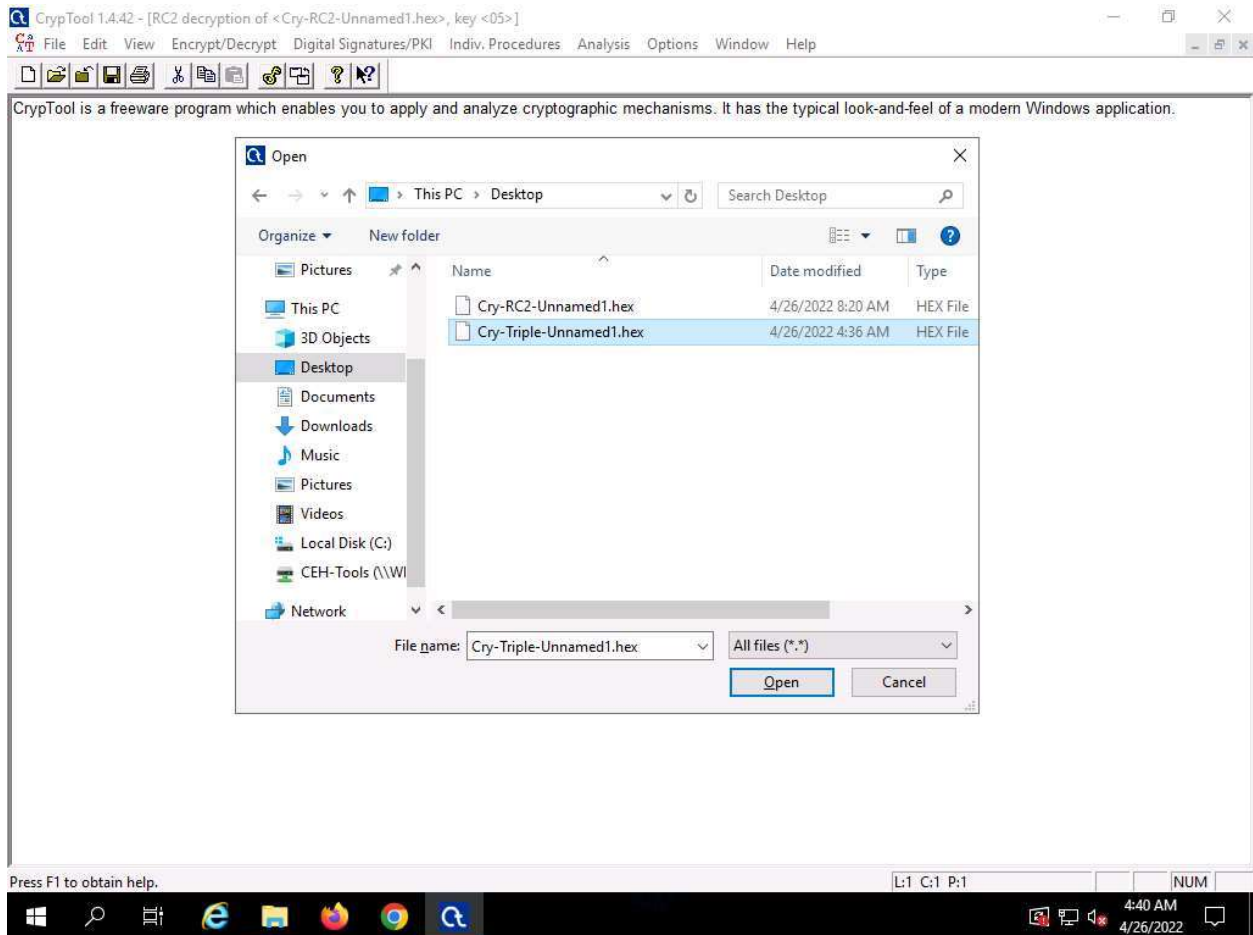 CrypTool 1.4.42 - [RC2 decryption of <Cry-RC2-Unnamed1.hex>, key <05>]
File Edit View Encrypt/Decrypt Digital Signatures/PKI Indiv. Procedures Analysis Options Window Help
CrypTool is a freeware program which enables you to apply and analyze cryptographic mechanisms. It has the typical look-and-feel of a modern Windows application.
Open
This PC > Desktop
Search Desktop
Organize
New folder
Name
Date modified
Type
Pictures
This PC
3D Objects
Desktop
Documents
Downloads
Music
Pictures
Videos
Local Disk (C:)
CEH-Tools (\\WI
Network
Cry-RC2-Unnamed1.hex 4/26/2022 8:20 AM HEX File
Cry-Triple-Unnamed1.hex 4/26/2022 4:36 AM HEX File
File name: Cry-Triple-Unnamed1.hex
All files (*.*)
Open
Cancel
Press F1 to obtain help.
L:1 C:1 P:1
NUM
4:40 AM
4/26/2022